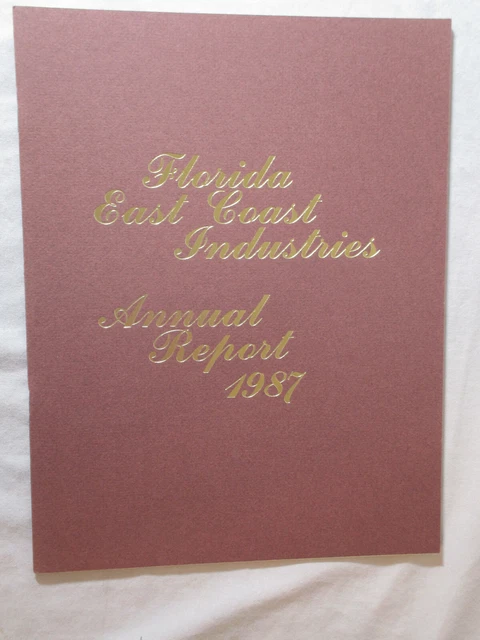 Florida
East Coast
Industries
Annual
Report
1987